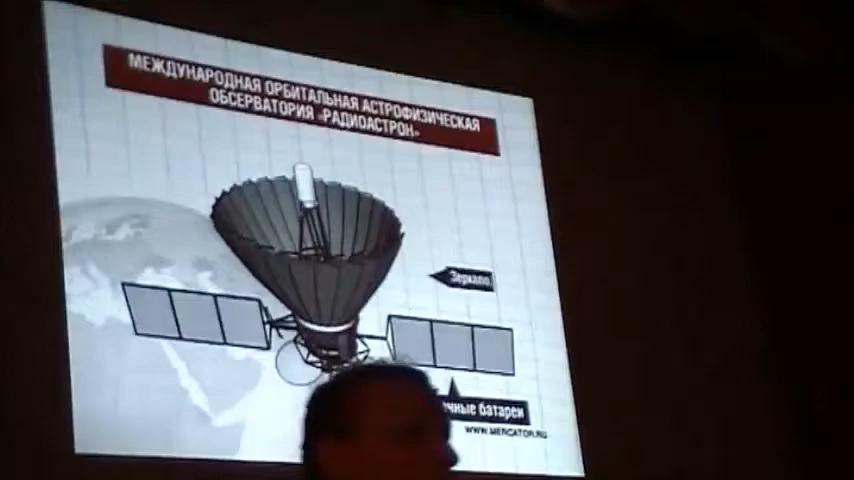 МЕЖДУНАРОДНАЯ ОРБИТАЛЬНАЯ АСТРОФИЗИЧЕСКАЯ
ОБСЕРВАТОРИЯ «РАДИОАСТРОН»
Зеркало
чные батареи
WWW.MERCATOR.RU